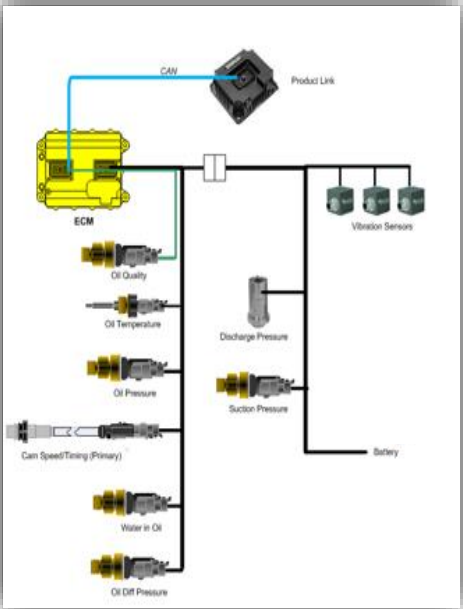 CAN
Product Link
ECM
Vibration Sensors
Oil Quality
Oil Temperature
Discharge Pressure
Oil Pressure
Suction Pressure
Cam Speed/Timing (Primary)
Battery
Water in Oil
Oil Diff Pressure